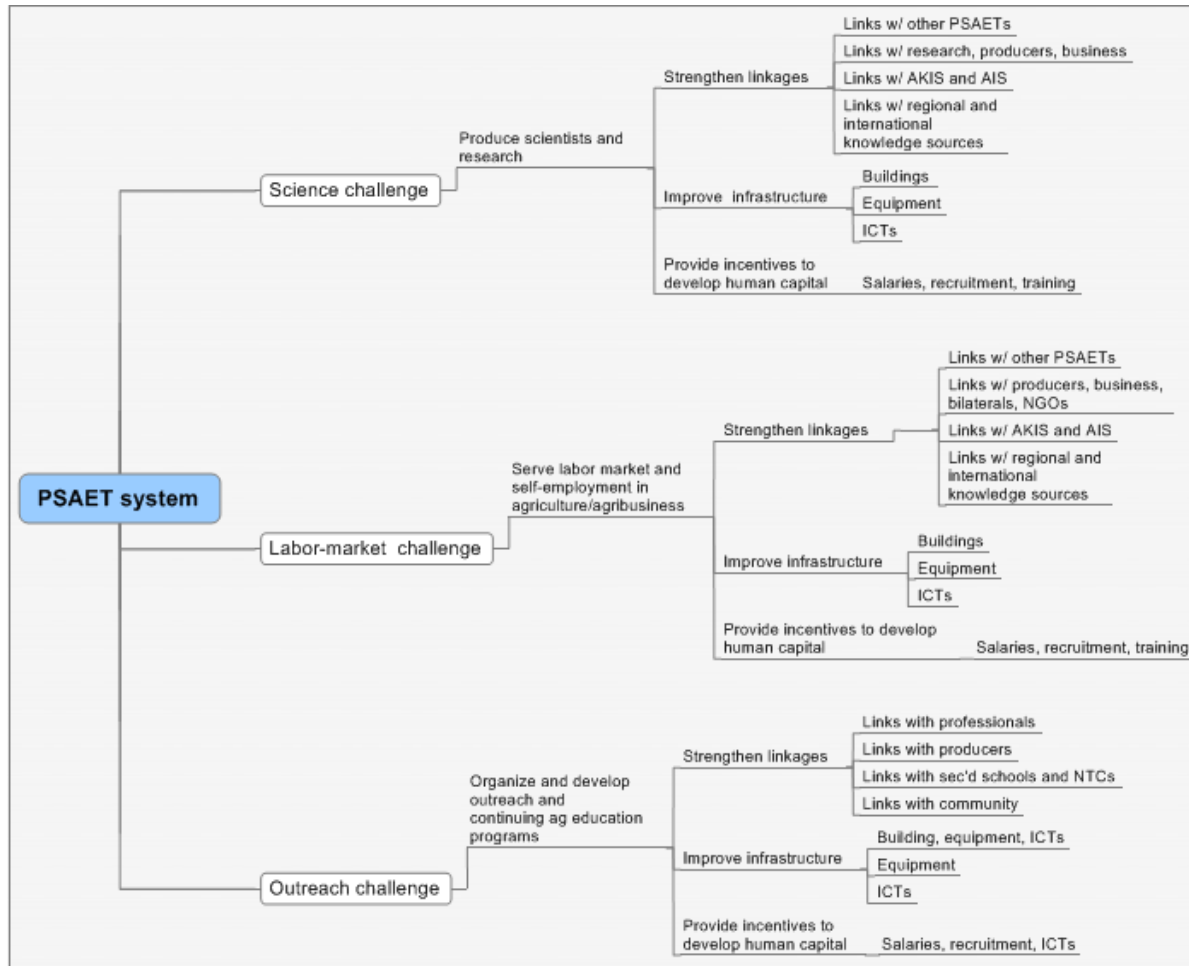 PSAET system
Science challenge
Produce scientists and
research
Strengthen linkages
Links w/ other PSAETs
Links w/ research, producers, business
Links w/ AKIS and AIS
Links w/ regional and
international
knowledge sources
Improve infrastructure
Buildings
Equipment
ICTs
Provide incentives to
develop human capital
Salaries, recruitment, training
Labor-market challenge
Serve labor market and
self-employment in
agriculture/agribusiness
Strengthen linkages
Links w/ other PSAETs
Links w/ producers, business,
bilaterals, NGOs
Links w/ AKIS and AIS
Links w/ regional and
international
knowledge sources
Improve infrastructure
Buildings
Equipment
ICTs
Provide incentives to develop
human capital
Salaries, recruitment, training
Outreach challenge
Organize and develop
outreach and
continuing ag education
programs
Strengthen linkages
Links with professionals
Links with producers
Links with sec'd schools and NTCs
Links with community
Improve infrastructure
Building, equipment, ICTs
Equipment
ICTs
Provide incentives to
develop human capital
Salaries, recruitment, ICTs